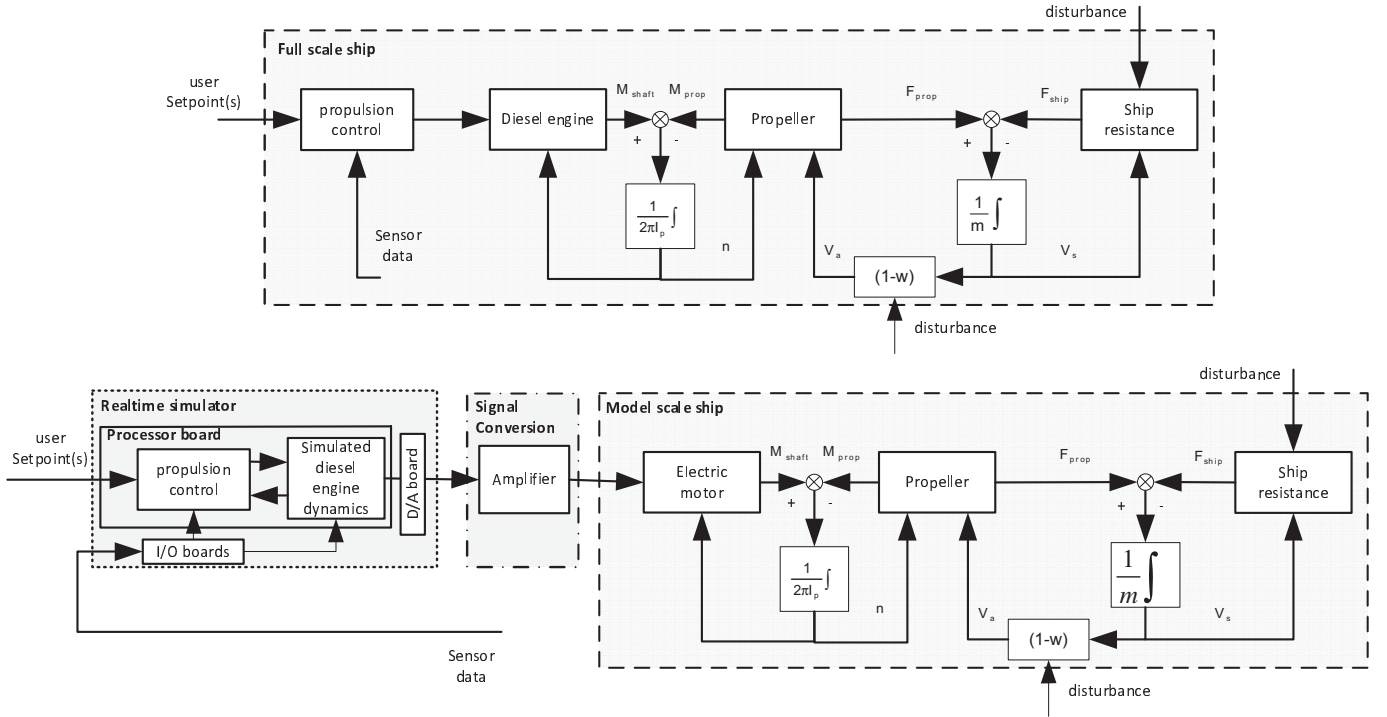 disturbance
Full scale ship
user
Setpoint(s)
propulsion
control
Diesel engine
M shaft
M prop
Propeller
F prop
F ship
Ship
resistance
+
-
+
-
1
2πI p
∫
1
m
∫
Sensor
data
n
V a
(1-w)
V s
disturbance
disturbance
Realtime simulator
Signal
Conversion
Model scale ship
user
Setpoint(s)
Processor board
propulsion
control
Simulated
diesel
engine
dynamics
D/A board
Amplifier
Electric
motor
M shaft
M prop
Propeller
F prop
F ship
Ship
resistance
+
-
+
-
I/O boards
1
2πI p
∫
1
m
∫
n
V a
(1-w)
V s
Sensor
data
disturbance